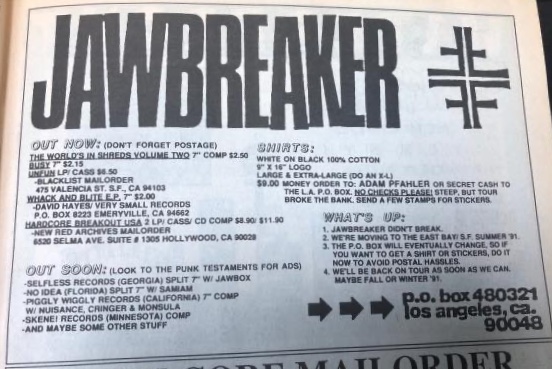 JAWBREAKER
OUT NOW: (DON'T FORGET POSTAGE)
THE WORLD'S IN SHREDS VOLUME TWO 7" COMP $2.50
BUSY 7" $2.15
UNFUN LP/ CASS $6.50
-BLACKLIST MAILORDER
475 VALENCIA ST. S.F., CA 94103
WHACK AND BLITE E.P. 7" $2.00
-DAVID HAYES/ VERY SMALL RECORDS
P.O. BOX 8223 EMERYVILLE, CA 94662
HARDCORE BREAKOUT USA 2 LP/ CASS/ CD COMP $8.90/ $11.90
-NEW RED ARCHIVES MAILORDER
6520 SELMA AVE. SUITE # 1305 HOLLYWOOD, CA 90028
OUT SOON: (LOOK TO THE PUNK TESTAMENTS FOR ADS)
-SELFLESS RECORDS (GEORGIA) SPLIT 7" W/ JAWBOX
-NO IDEA (FLORIDA) SPLIT 7" W/ SAMIAM
-PIGGLY WIGGLY RECORDS (CALIFORNIA) 7" COMP
W/ NUISANCE, CRINGER & MONSULA
-SKENE! RECORDS (MINNESOTA) COMP
-AND MAYBE SOME OTHER STUFF
SHIRTS:
WHITE ON BLACK 100% COTTON
9" X 16" LOGO
LARGE & EXTRA-LARGE (DO AN X-L)
$9.00 MONEY ORDER TO: ADAM PFAHLER OR SECRET CASH TO
THE L.A. P.O. BOX. NO CHECKS PLEASE! STEEP, BUT TOUR
BROKE THE BANK. SEND A FEW STAMPS FOR STICKERS.
WHAT'S UP:
1. JAWBREAKER DIDN'T BREAK.
2. WE'RE MOVING TO THE EAST BAY/ S.F. SUMMER '91.
3. THE P.O. BOX WILL EVENTUALLY CHANGE, SO IF
YOU WANT TO GET A SHIRT OR STICKERS, DO IT
NOW TO AVOID POSTAL HASSLES.
4. WE'LL BE BACK ON TOUR AS SOON AS WE CAN.
MAYBE FALL OR WINTER '91.
p.o. box 480321
los angeles, ca.
90048
CORE MAILORDER